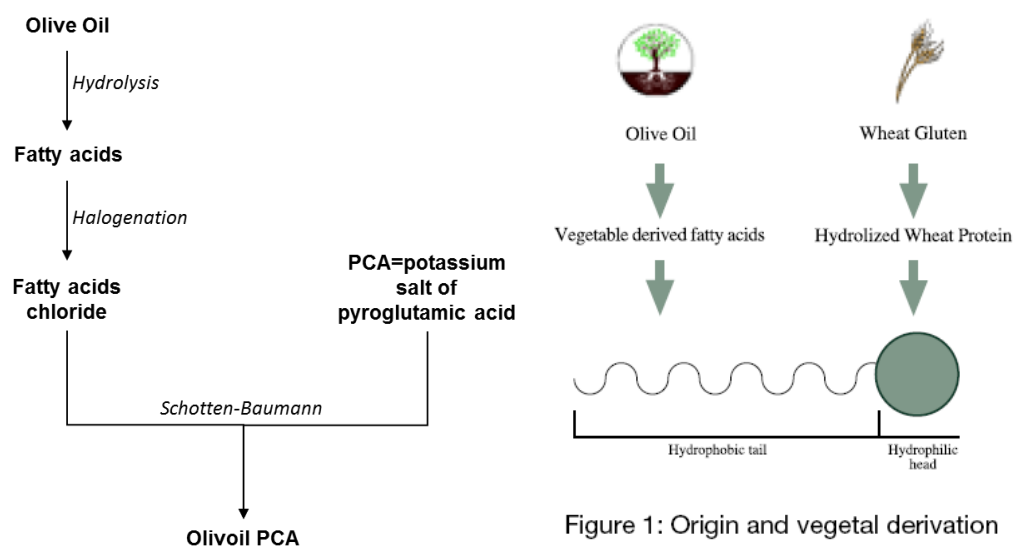 Olive Oil
Hydrolysis
Fatty acids
Halogenation
Fatty acids
chloride
PCA=potassium
salt of
pyroglutamic acid
Schotten-Baumann
Olivoil PCA
Olive Oil
Wheat Gluten
Vegetable derived fatty acids
Hydrolized Wheat Protein
Hydrophobic tail
Hydrophilic
head
Figure 1: Origin and vegetal derivation